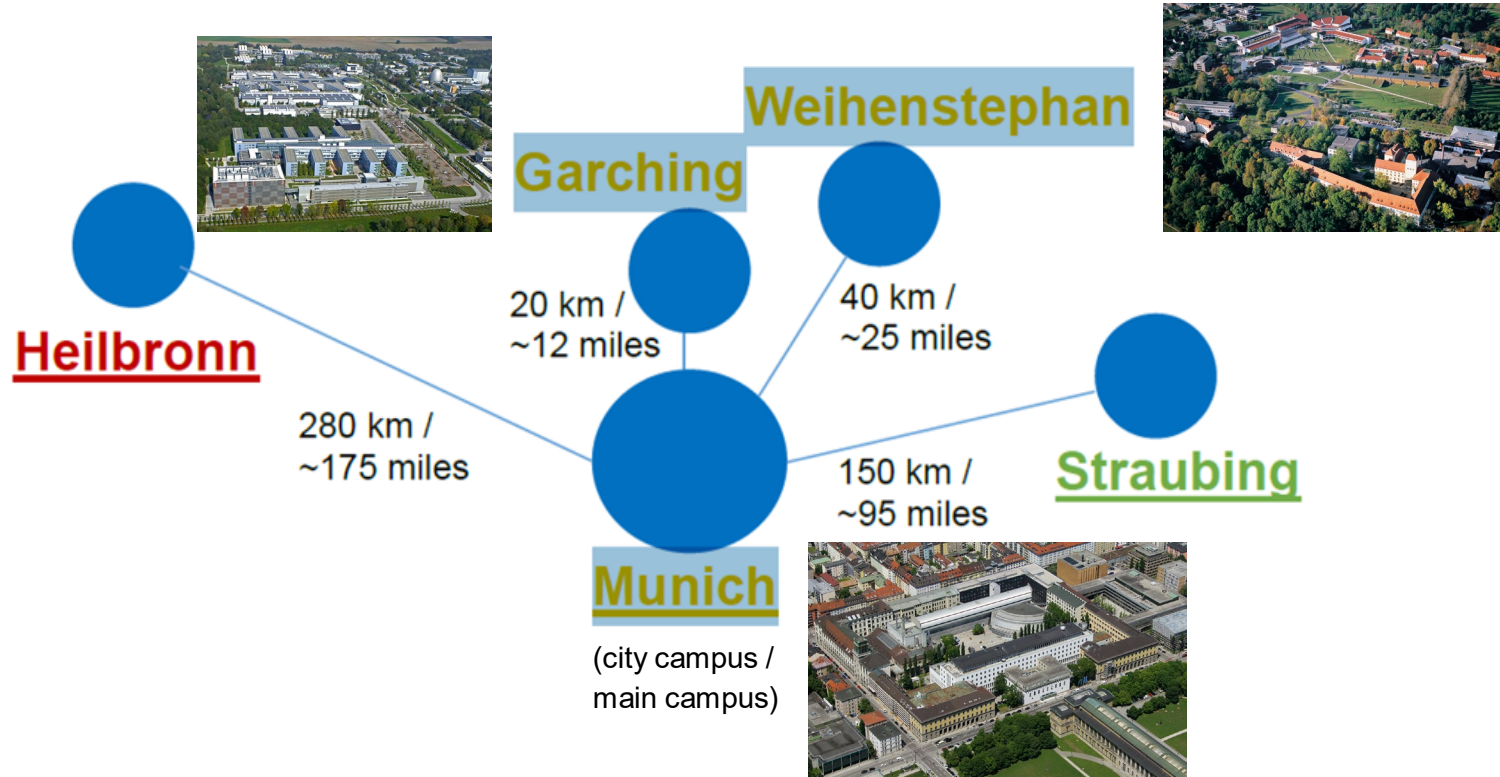 Weihenstephan
Garching
20 km /
~12 miles
40 km /
~25 miles
Heilbronn
280 km /
~175 miles
150 km /
~95 miles
Straubing
Munich
(city campus /
main campus)